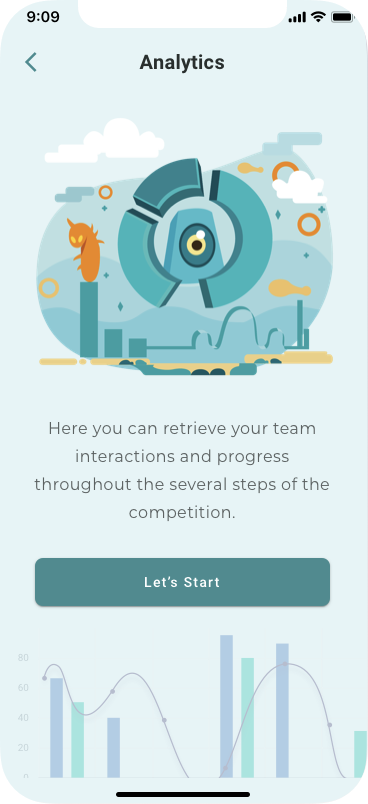 9:09
Analytics
Here you can retrieve your team
interactions and progress
throughout the several steps of the
competition.
Let’s Start
80
60
40
20
0